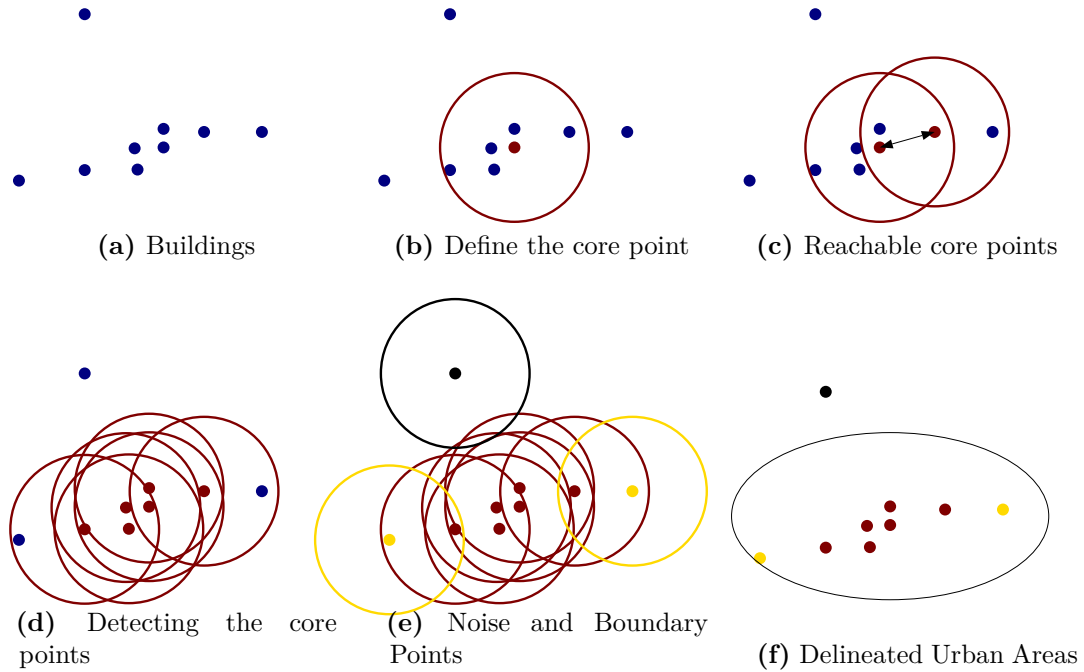 (a) Buildings
(b) Define the core point
(c) Reachable core points
(d) Detecting the core
points
(e) Noise and Boundary
Points
(f) Delineated Urban Areas